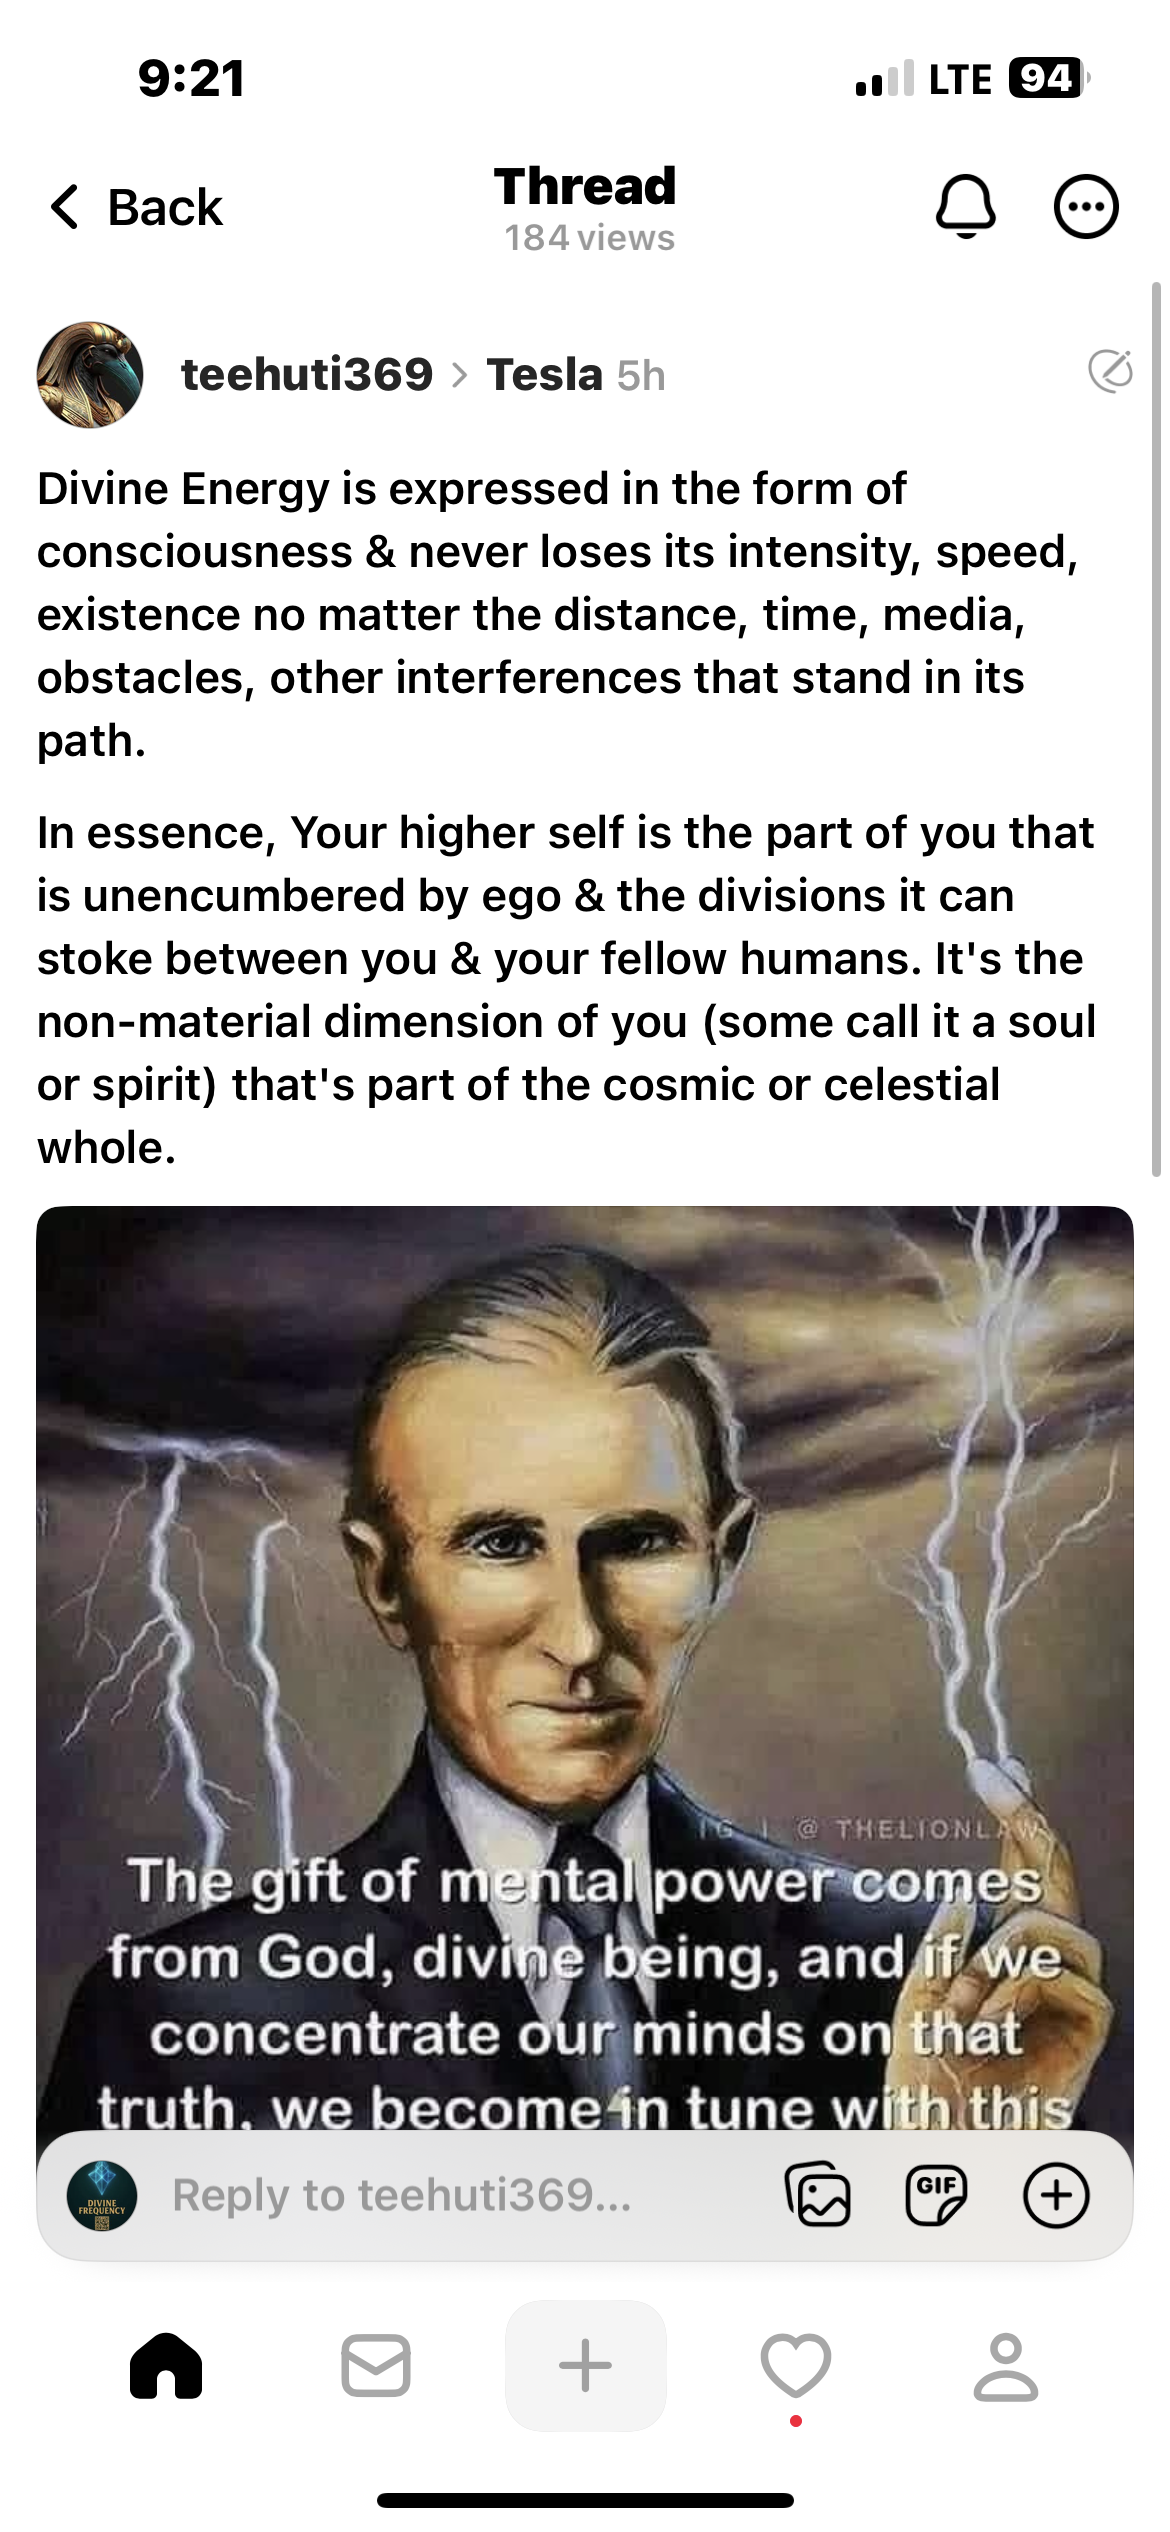 9:21
LTE 94
Back
Thread
184 views
teehuti369 > Tesla 5h
Divine Energy is expressed in the form of
consciousness & never loses its intensity, speed,
existence no matter the distance, time, media,
obstacles, other interferences that stand in its
path.
In essence, Your higher self is the part of you that
is unencumbered by ego & the divisions it can
stoke between you & your fellow humans. It's the
non-material dimension of you (some call it a soul
or spirit) that's part of the cosmic or celestial
whole.
IG | @ THELIONLAW
The gift of mental power comes
from God, divine being, and if we
concentrate our minds on that
truth, we become in tune with this
DIVINE
FREQUENCY
Reply to teehuti369...
GIF